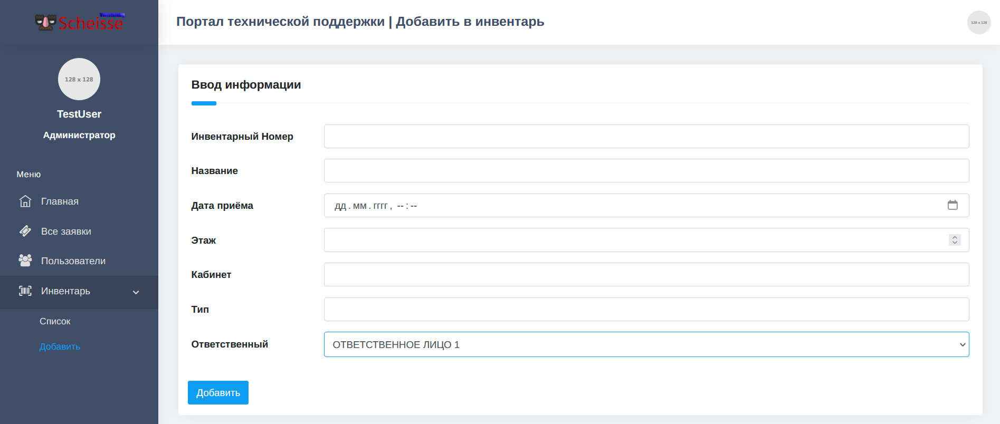 Scheisse
Портал технической поддержки | Добавить в инвентарь
128 x 128
128 x 128
TestUser
Администратор
Меню
Главная
Все заявки
Пользователи
Инвентарь
Список
Добавить
Ввод информации
Инвентарный Номер
Название
Дата приёма дд . мм . гггг , -- : --
Этаж
Кабинет
Тип
Ответственный ОТВЕТСТВЕННОЕ ЛИЦО 1
Добавить